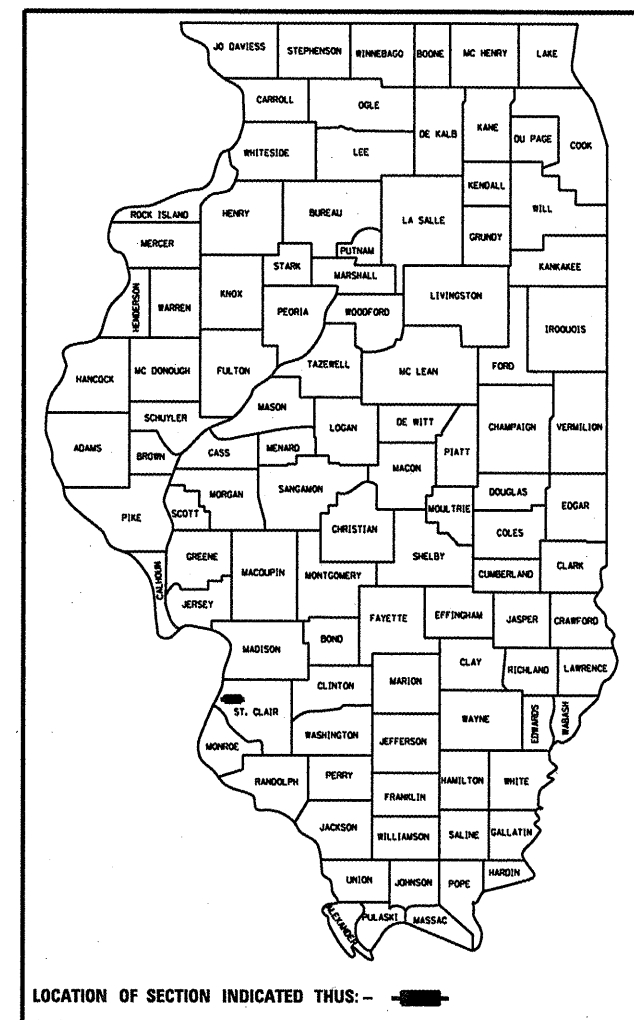 JO DAVIESS STEPHENSON WINNEBAGO BOONE MC HENRY LAKE
CARROLL OGLE DE KALB KANE DU PAGE COOK
WHITESIDE LEE KENDALL WILL
ROCK ISLAND HENRY BUREAU LA SALLE GRUNDY
MERCER PUTNAM KANKAKEE
STARK MARSHALL
HENDERSON WARREN KNOX PEORIA WOODFORD LIVINGSTON IROQUOIS
HANCOCK MC DONOUGH FULTON TAZEWELL MC LEAN FORD
SCHUYLER MASON LOGAN DE WITT CHAMPAIGN VERMILION
ADAMS BROWN CASS MENARD MACON PIATT
PIKE SCOTT MORGAN SANGAMON CHRISTIAN MOULTRIE DOUGLAS EDGAR
COLES
CALHOUN GREENE MACOUPIN MONTGOMERY SHELBY CUMBERLAND CLARK
JERSEY FAYETTE EFFINGHAM JASPER CRAWFORD
MADISON BOND CLAY RICHLAND LAWRENCE
ST. CLAIR CLINTON MARION WAYNE EDWARDS WABASH
MONROE WASHINGTON JEFFERSON
RANDOLPH PERRY FRANKLIN HAMILTON WHITE
JACKSON WILLIAMSON SALINE GALLATIN
UNION JOHNSON POPE HARDIN
ALEXANDER PULASKI MASSAC
LOCATION OF SECTION INDICATED THUS: -